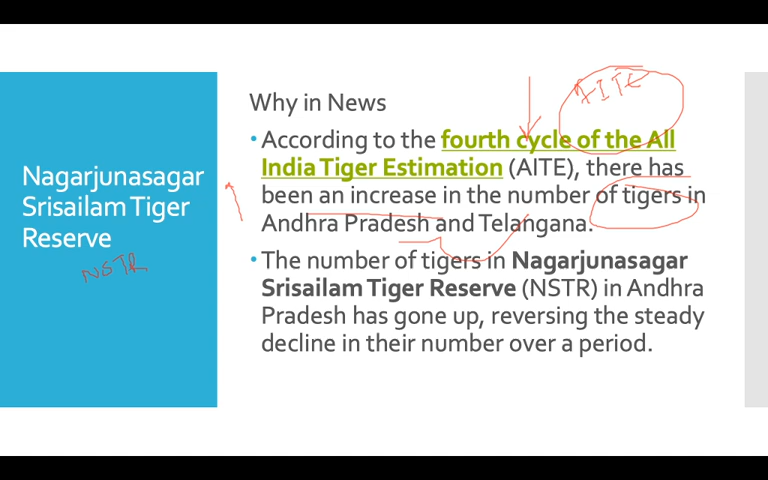 Nagarjunasagar
Srisailam Tiger
Reserve
NSTR
Why in News
AITE
• According to the fourth cycle of the All
India Tiger Estimation (AITE), there has
been an increase in the number of tigers in
Andhra Pradesh and Telangana.
• The number of tigers in Nagarjunasagar
Srisailam Tiger Reserve (NSTR) in Andhra
Pradesh has gone up, reversing the steady
decline in their number over a period.